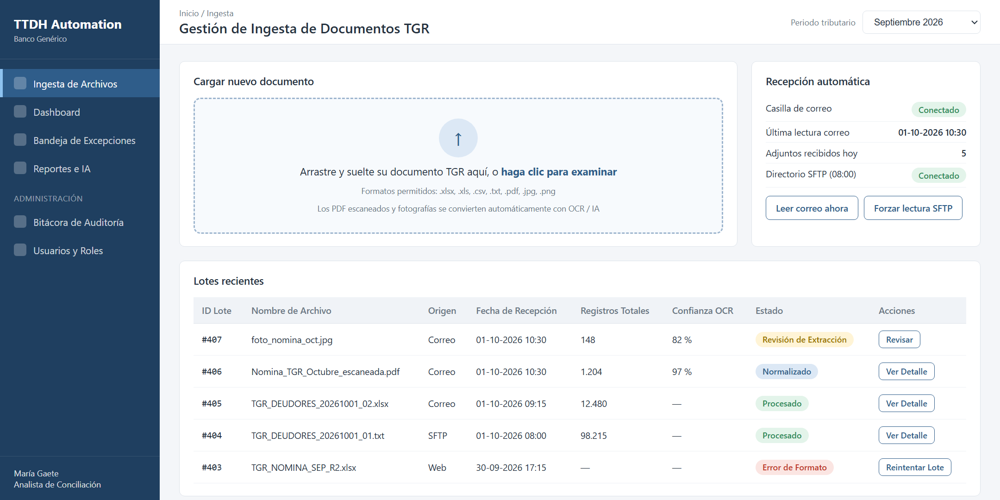 TTDH Automation
Banco Genérico
Ingesta de Archivos
Dashboard
Bandeja de Excepciones
Reportes e IA
ADMINISTRACIÓN
Bitácora de Auditoría
Usuarios y Roles
María Gaete
Analista de Conciliación
Inicio / Ingesta
Gestión de Ingesta de Documentos TGR
Periodo tributario Septiembre 2026
Cargar nuevo documento
↑
Arrastre y suelte su documento TGR aquí, o haga clic para examinar
Formatos permitidos: .xlsx, .xls, .csv, .txt, .pdf, .jpg, .png
Los PDF escaneados y fotografías se convierten automáticamente con OCR / IA
Recepción automática
Casilla de correo Conectado
Última lectura correo 01-10-2026 10:30
Adjuntos recibidos hoy 5
Directorio SFTP (08:00) Conectado
Leer correo ahora Forzar lectura SFTP
Lotes recientes
ID Lote Nombre de Archivo Origen Fecha de Recepción Registros Totales Confianza OCR Estado Acciones
#407 foto_nomina_oct.jpg Correo 01-10-2026 10:30 148 82 % Revisión de Extracción Revisar
#406 Nomina_TGR_Octubre_escaneada.pdf Correo 01-10-2026 10:30 1.204 97 % Normalizado Ver Detalle
#405 TGR_DEUDORES_20261001_02.xlsx Correo 01-10-2026 09:15 12.480 — Procesado Ver Detalle
#404 TGR_DEUDORES_20261001_01.txt SFTP 01-10-2026 08:00 98.215 — Procesado Ver Detalle
#403 TGR_NOMINA_SEP_R2.xlsx Web 30-09-2026 17:15 — — Error de Formato Reintentar Lote